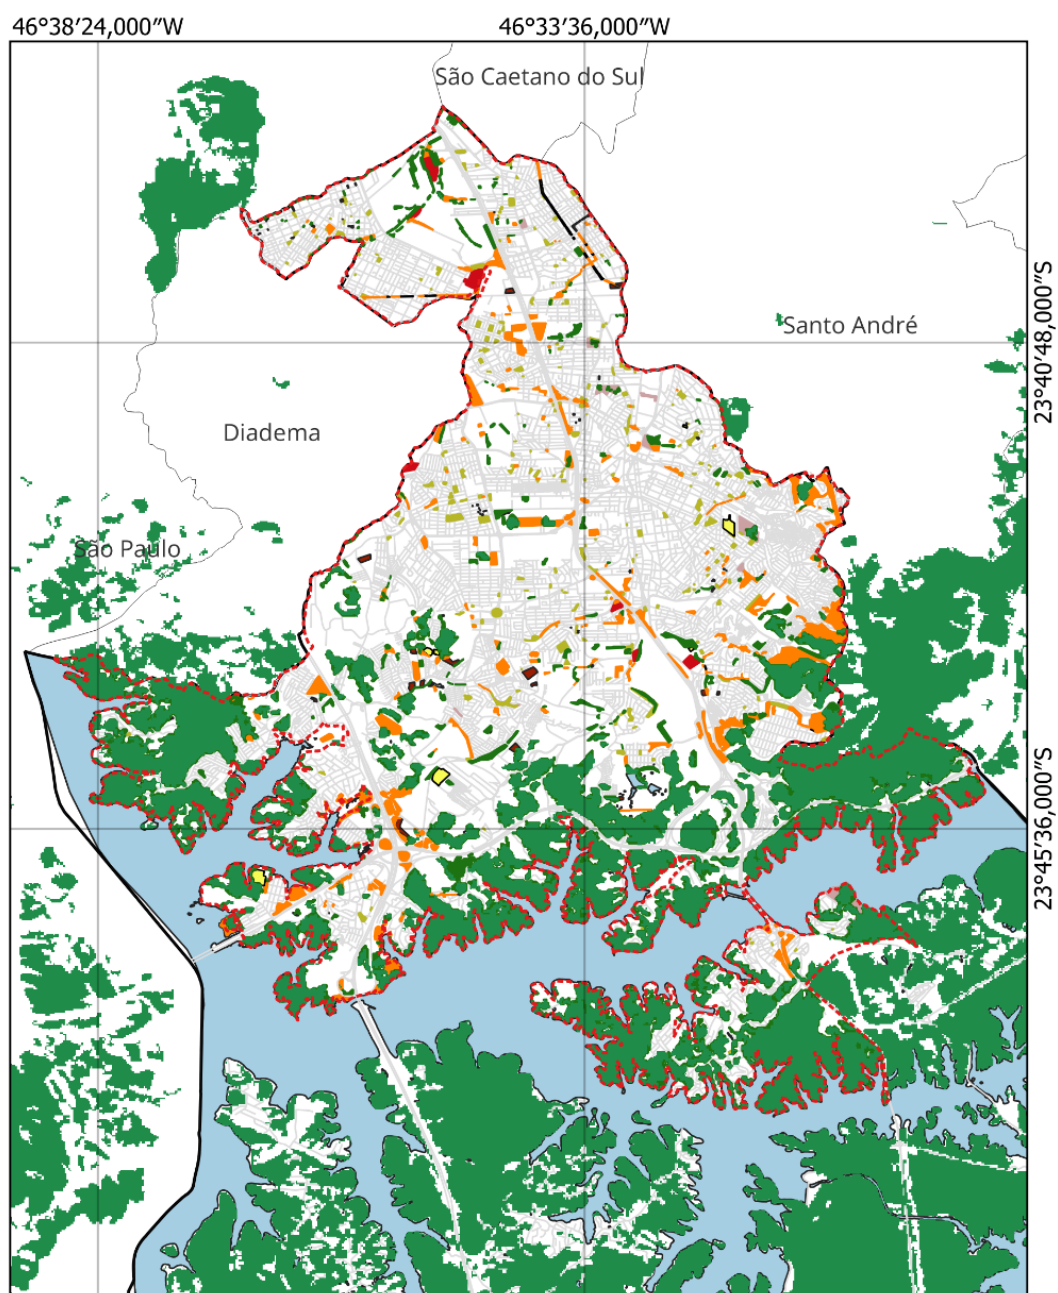 46°38′24,000″W
46°33′36,000″W
São Caetano do Sul
Santo André
23°40′48,000″S
Diadema
São Paulo
23°45′36,000″S